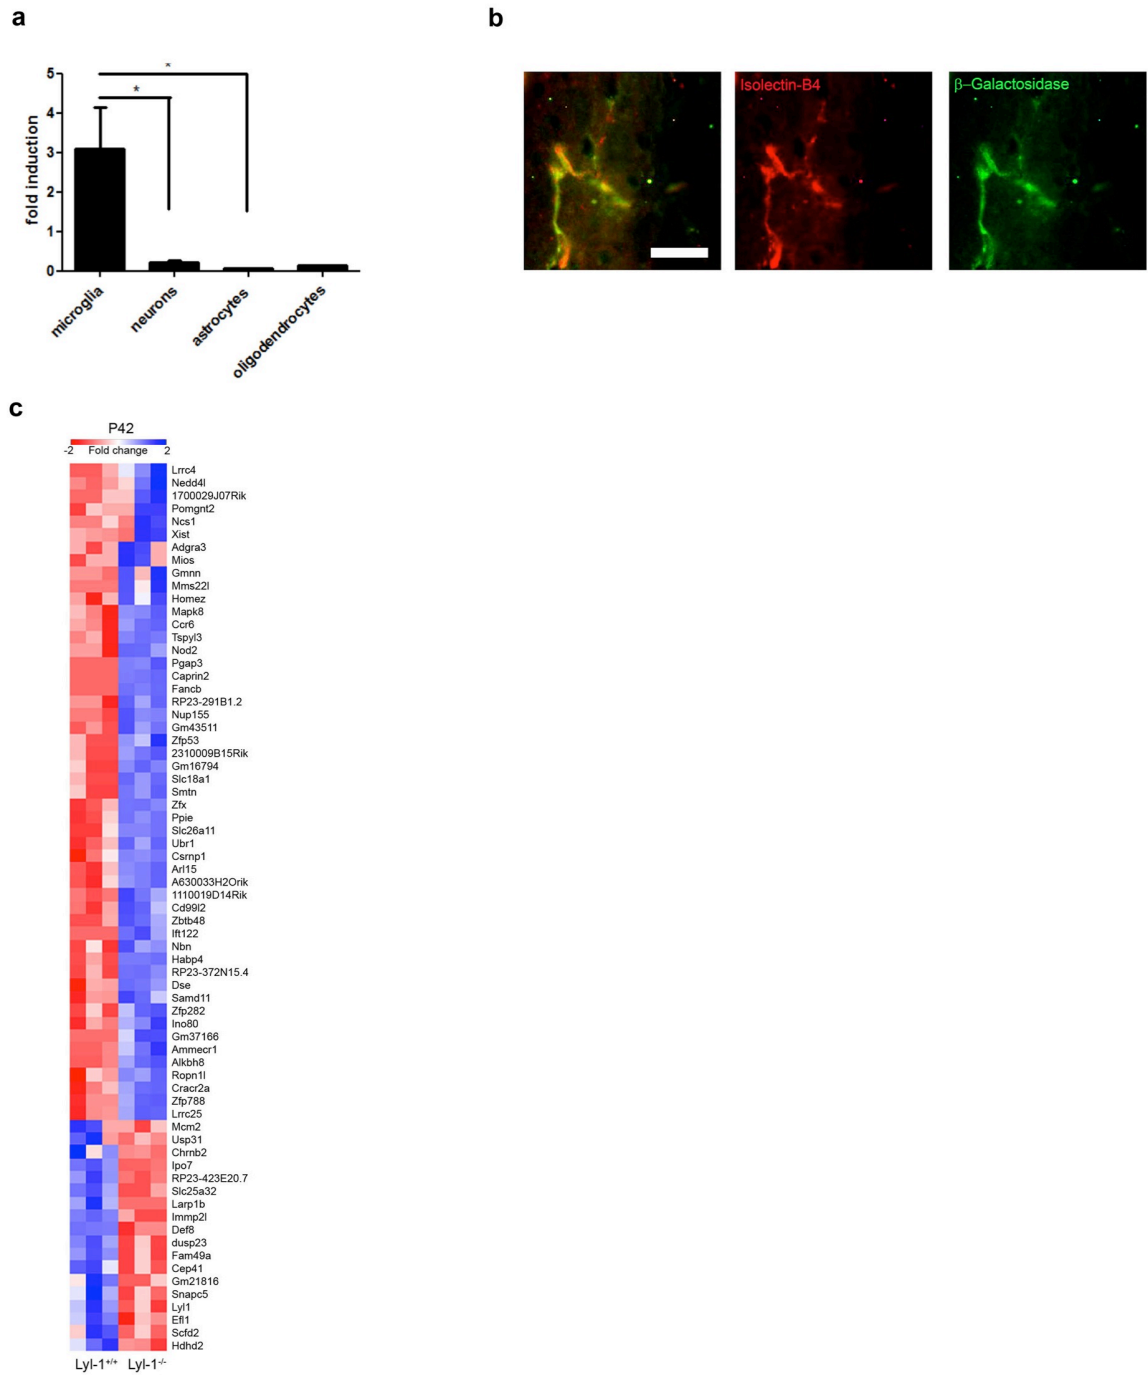 a
b
*
*
5
4
3
2
1
0
fold induction
microglia
neurons
astrocytes
oligodendrocytes
Isolectin-B4
β–Galactosidase
c
P42
-2 Fold change 2
Lrrc4
Nedd4l
1700029J07Rik
Pomgnt2
Ncs1
Xist
Adgra3
Mios
Gmnn
Mms22l
Homez
Mapk8
Ccr6
Tspyl3
Nod2
Pgap3
Caprin2
Fancb
RP23-291B1.2
Nup155
Gm43511
Zfp53
2310009B15Rik
Gm16794
Slc18a1
Smtn
Zfx
Ppie
Slc26a11
Ubr1
Csrnp1
Arl15
A630033H2Orik
1110019D14Rik
Cd99l2
Zbtb48
Ift122
Nbn
Habp4
RP23-372N15.4
Dse
Samd11
Zfp282
Ino80
Gm37166
Ammecr1
Alkbh8
Ropn1l
Cracr2a
Zfp788
Lrrc25
Mcm2
Usp31
Chrnb2
Ipo7
RP23-423E20.7
Slc25a32
Larp1b
Immp2l
Def8
dusp23
Fam49a
Cep41
Gm21816
Snapc5
Lyl1
Efl1
Scfd2
Hdhd2
Lyl-1+/+ Lyl-1-/-